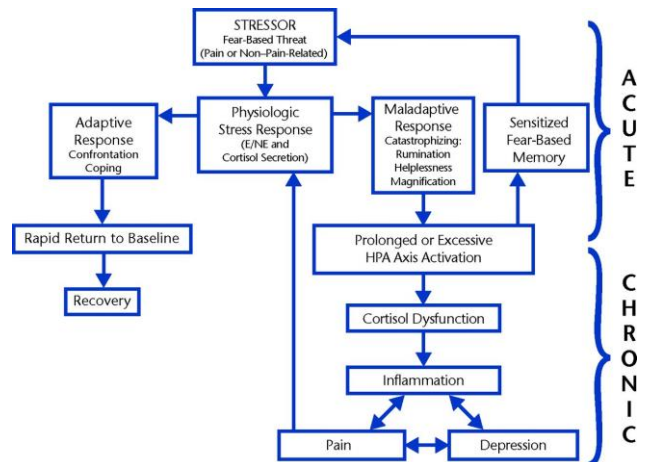 STRESSOR
Fear-Based Threat
(Pain or Non–Pain-Related)
Adaptive
Response
Confrontation
Coping
Physiologic
Stress Response
(E/NE and
Cortisol Secretion)
Maladaptive
Response
Catastrophizing:
Rumination
Helplessness
Magnification
Sensitized
Fear-Based
Memory
ACUTE
Rapid Return to Baseline
Prolonged or Excessive
HPA Axis Activation
Recovery
Cortisol Dysfunction
Inflammation
Pain
Depression
CHRONIC